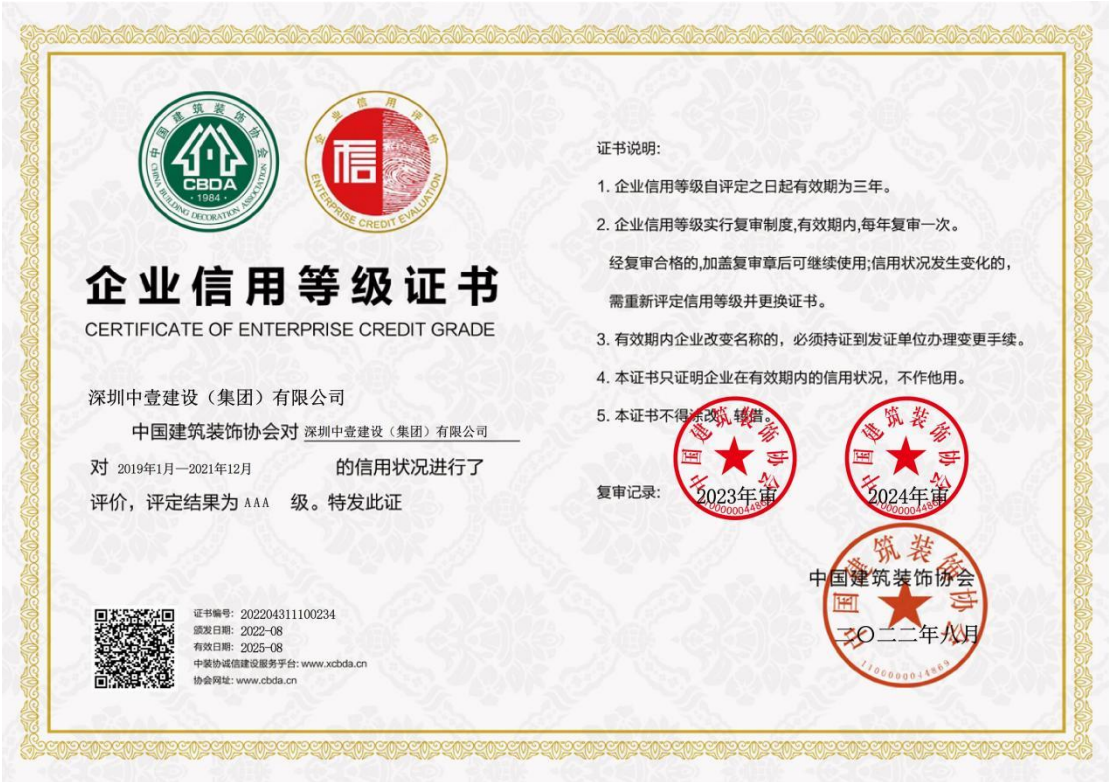 中国建筑装饰协会
CBDA
·1984·
CHINA BUILDING DECORATION ASSOCIATION
企业信用评价
信
ENTERPRISE CREDIT EVALUATION
企业信用等级证书
CERTIFICATE OF ENTERPRISE CREDIT GRADE
深圳中壹建设（集团）有限公司
中国建筑装饰协会对 深圳中壹建设（集团）有限公司
对 2019年1月—2021年12月 的信用状况进行了
评价，评定结果为 AAA 级。特发此证
证书编号: 202204311100234
颁发日期: 2022-08
有效日期: 2025-08
中装协诚信建设服务平台: www.xcbda.cn
协会网址: www.cbda.cn
证书说明:
1. 企业信用等级自评定之日起有效期为三年。
2. 企业信用等级实行复审制度,有效期内,每年复审一次。
经复审合格的,加盖复审章后可继续使用;信用状况发生变化的，
需重新评定信用等级并更换证书。
3. 有效期内企业改变名称的，必须持证到发证单位办理变更手续。
4. 本证书只证明企业在有效期内的信用状况，不作他用。
5. 本证书不得涂改、转借。
复审记录:
中国建筑装饰协会
2023年审
中国建筑装饰协会
2024年审
中国建筑装饰协会
中国建筑装饰协会
二〇二二年八月
1100000044869